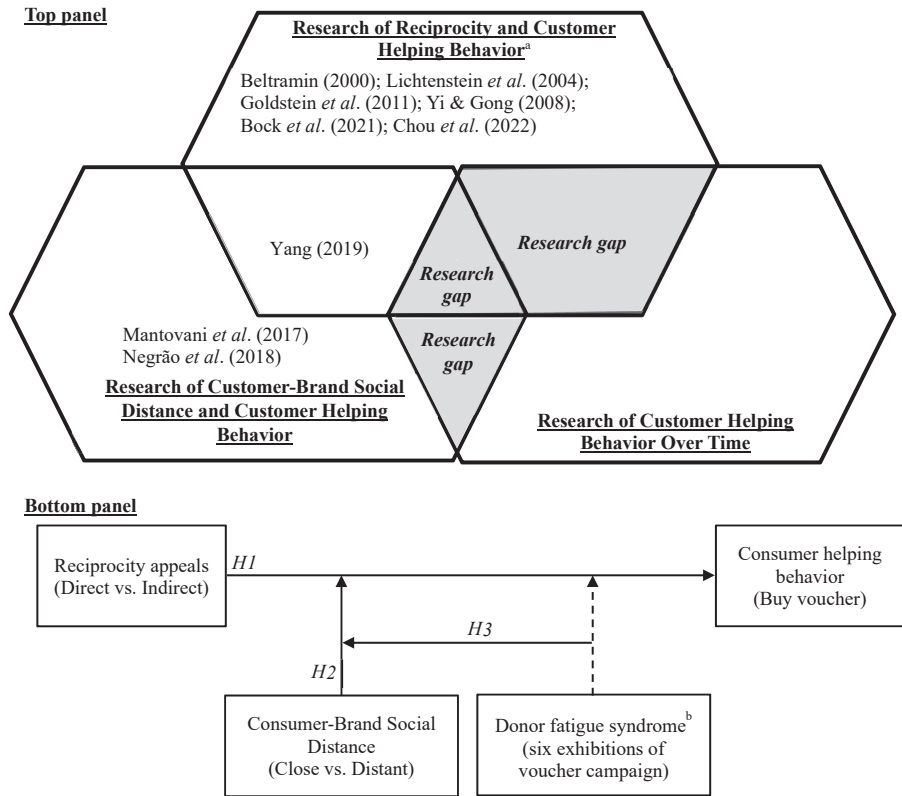 Top panel
Research of Reciprocity and Customer
Helping Behaviorᵃ
Beltramin (2000); Lichtenstein et al. (2004);
Goldstein et al. (2011); Yi & Gong (2008);
Bock et al. (2021); Chou et al. (2022)
Yang (2019)
Research gap
Research
gap
Research
gap
Mantovani et al. (2017)
Negrão et al. (2018)
Research of Customer-Brand Social
Distance and Customer Helping
Behavior
Research of Customer Helping
Behavior Over Time
Bottom panel
Reciprocity appeals
(Direct vs. Indirect)
H1
Consumer helping
behavior
(Buy voucher)
H3
H2
Consumer-Brand Social
Distance
(Close vs. Distant)
Donor fatigue syndromeᵇ
(six exhibitions of
voucher campaign)